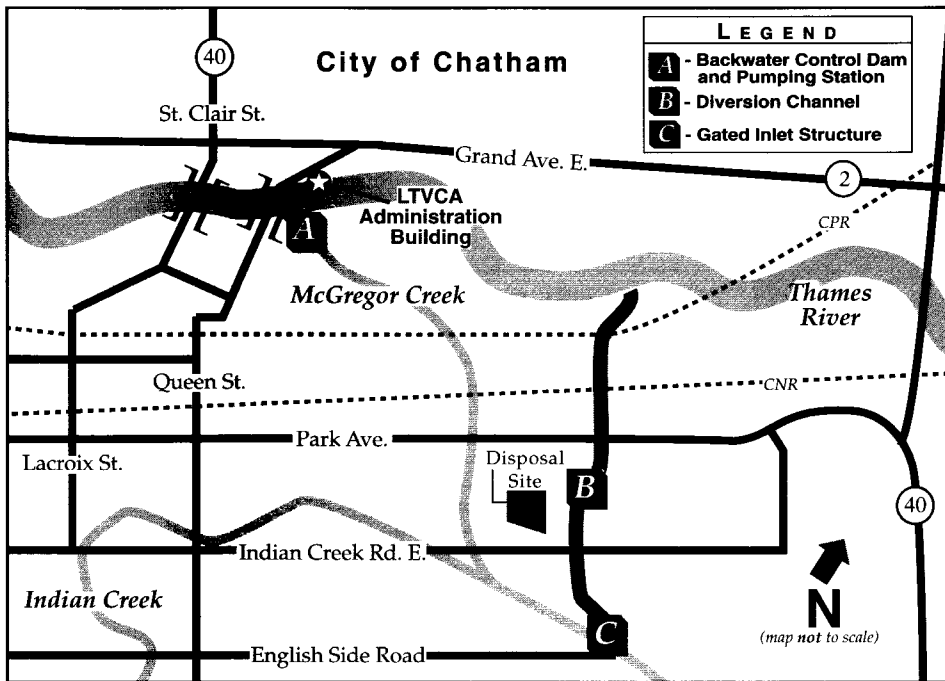 40
City of Chatham
St. Clair St.
LEGEND
A - Backwater Control Dam
and Pumping Station
B - Diversion Channel
C - Gated Inlet Structure
Grand Ave. E.
2
LTVCA
Administration
Building
A
CPR
McGregor Creek
Thames
River
Queen St.
CNR
Park Ave.
Lacroix St.
Disposal
Site
B
40
Indian Creek Rd. E.
Indian Creek
N
(map not to scale)
C
English Side Road